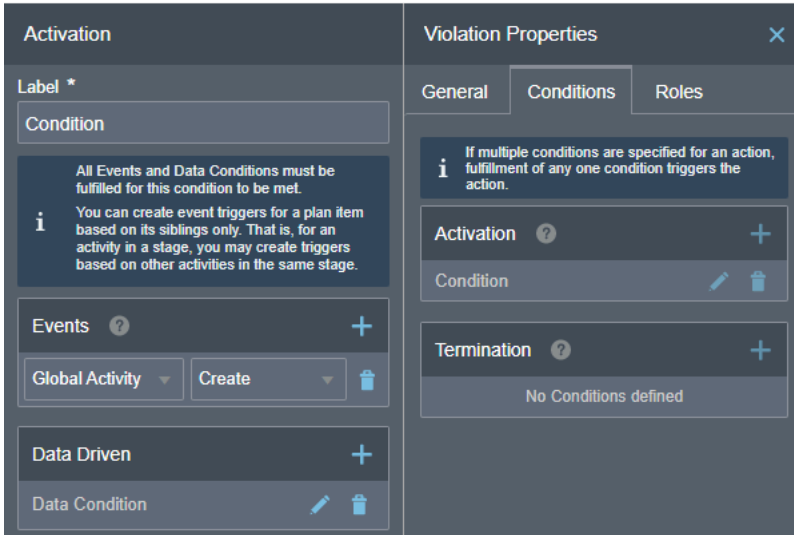 Activation
Label *
Condition
All Events and Data Conditions must be
fulfilled for this condition to be met.
You can create event triggers for a plan item
based on its siblings only. That is, for an
activity in a stage, you may create triggers
based on other activities in the same stage.
Events ?
Global Activity Create
Data Driven
Data Condition
Violation Properties
General Conditions Roles
If multiple conditions are specified for an action,
fulfillment of any one condition triggers the
action.
Activation ?
Condition
Termination ?
No Conditions defined